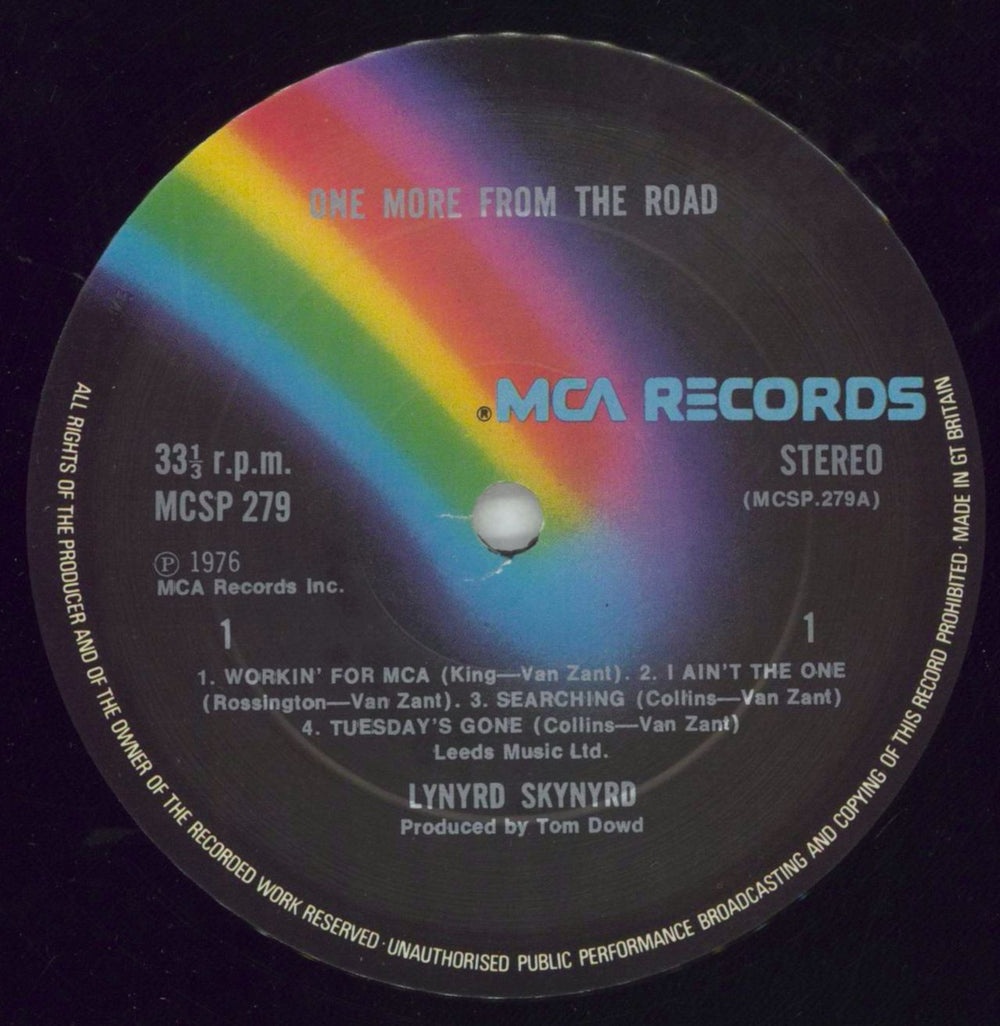 ONE MORE FROM THE ROAD
® MCA RECORDS
33⅓ r.p.m.
STEREO
MCSP 279
(MCSP.279A)
Ⓟ 1976
MCA Records Inc.
1
1
1. WORKIN' FOR MCA (King—Van Zant). 2. I AIN'T THE ONE
(Rossington—Van Zant). 3. SEARCHING (Collins—Van Zant)
4. TUESDAY'S GONE (Collins—Van Zant)
Leeds Music Ltd.
LYNYRD SKYNYRD
Produced by Tom Dowd
ALL RIGHTS OF THE PRODUCER AND OF THE OWNER OF THE RECORDED WORK RESERVED · UNAUTHORISED PUBLIC PERFORMANCE BROADCASTING AND COPYING OF THIS RECORD PROHIBITED · MADE IN GT BRITAIN